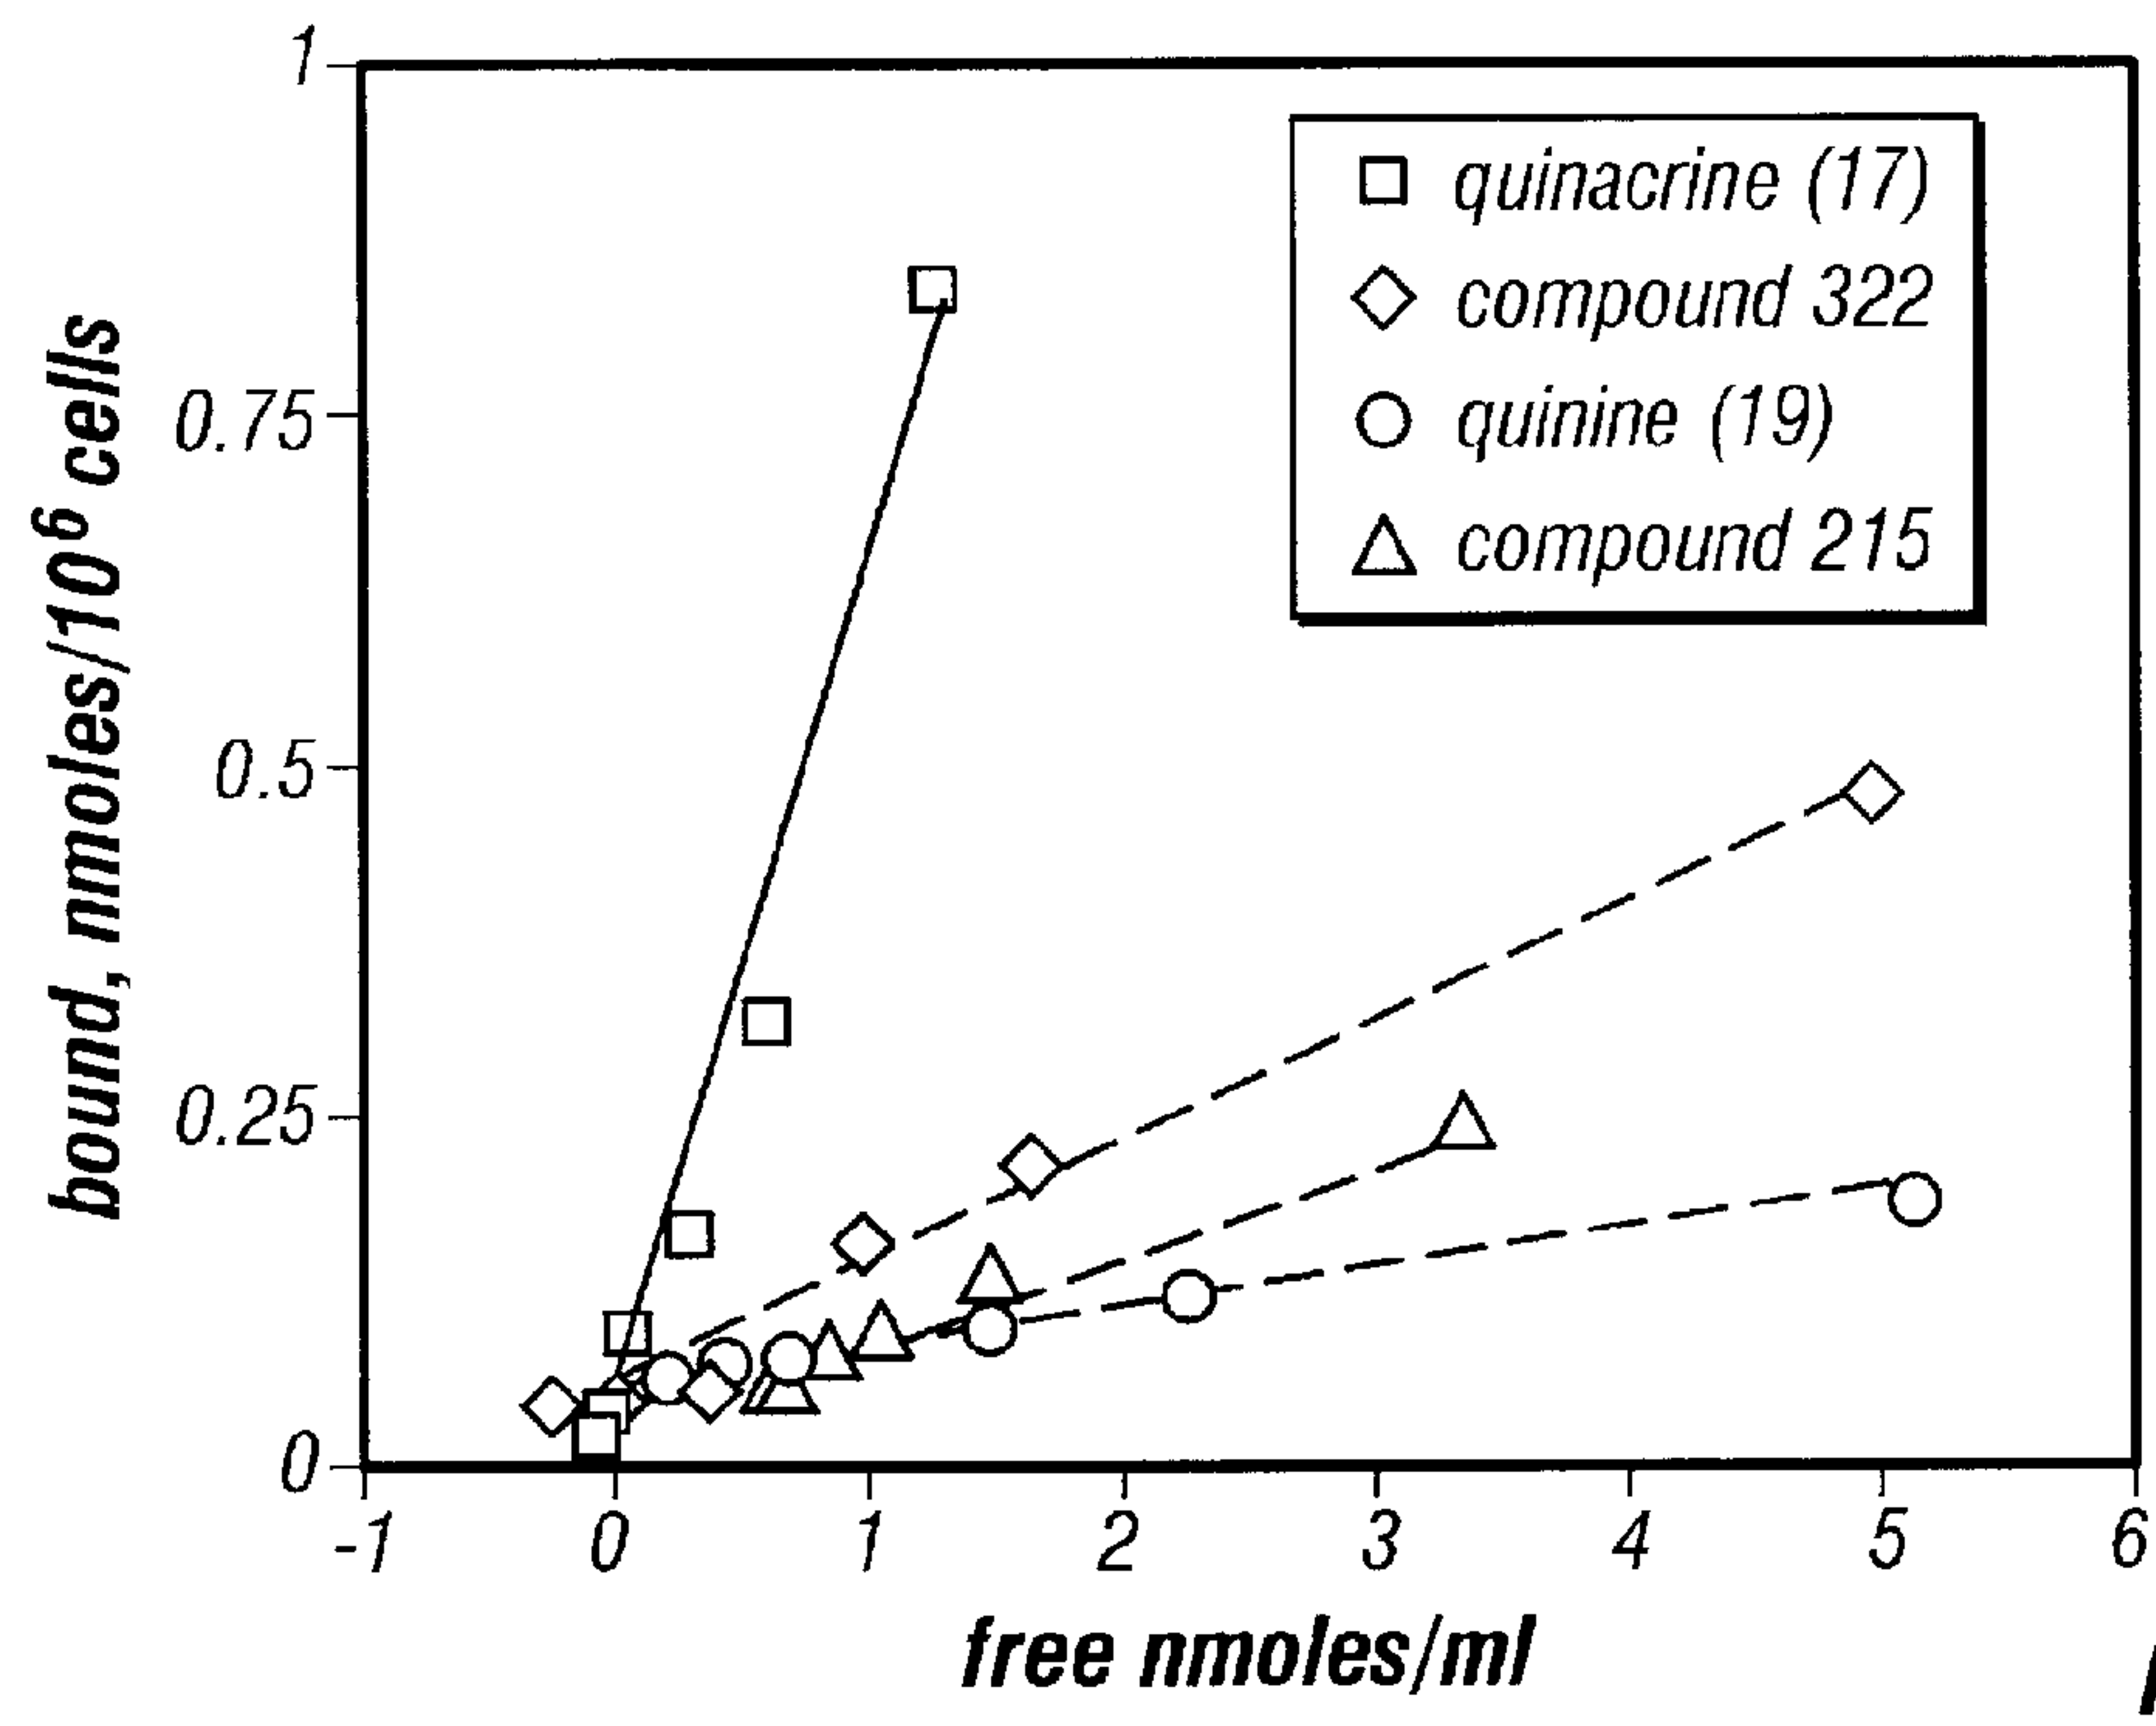 1
0.75
0.5
0.25
0
bound, nmoles/10⁶ cells
quinacrine (17)
compound 322
quinine (19)
compound 215
-1 0 1 2 3 4 5 6
free nmoles/ml